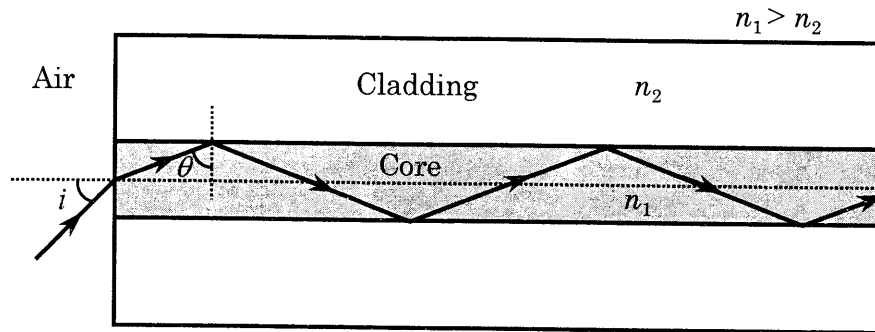 n₁ > n₂
Air
Cladding
n₂
θ
Core
i
n₁